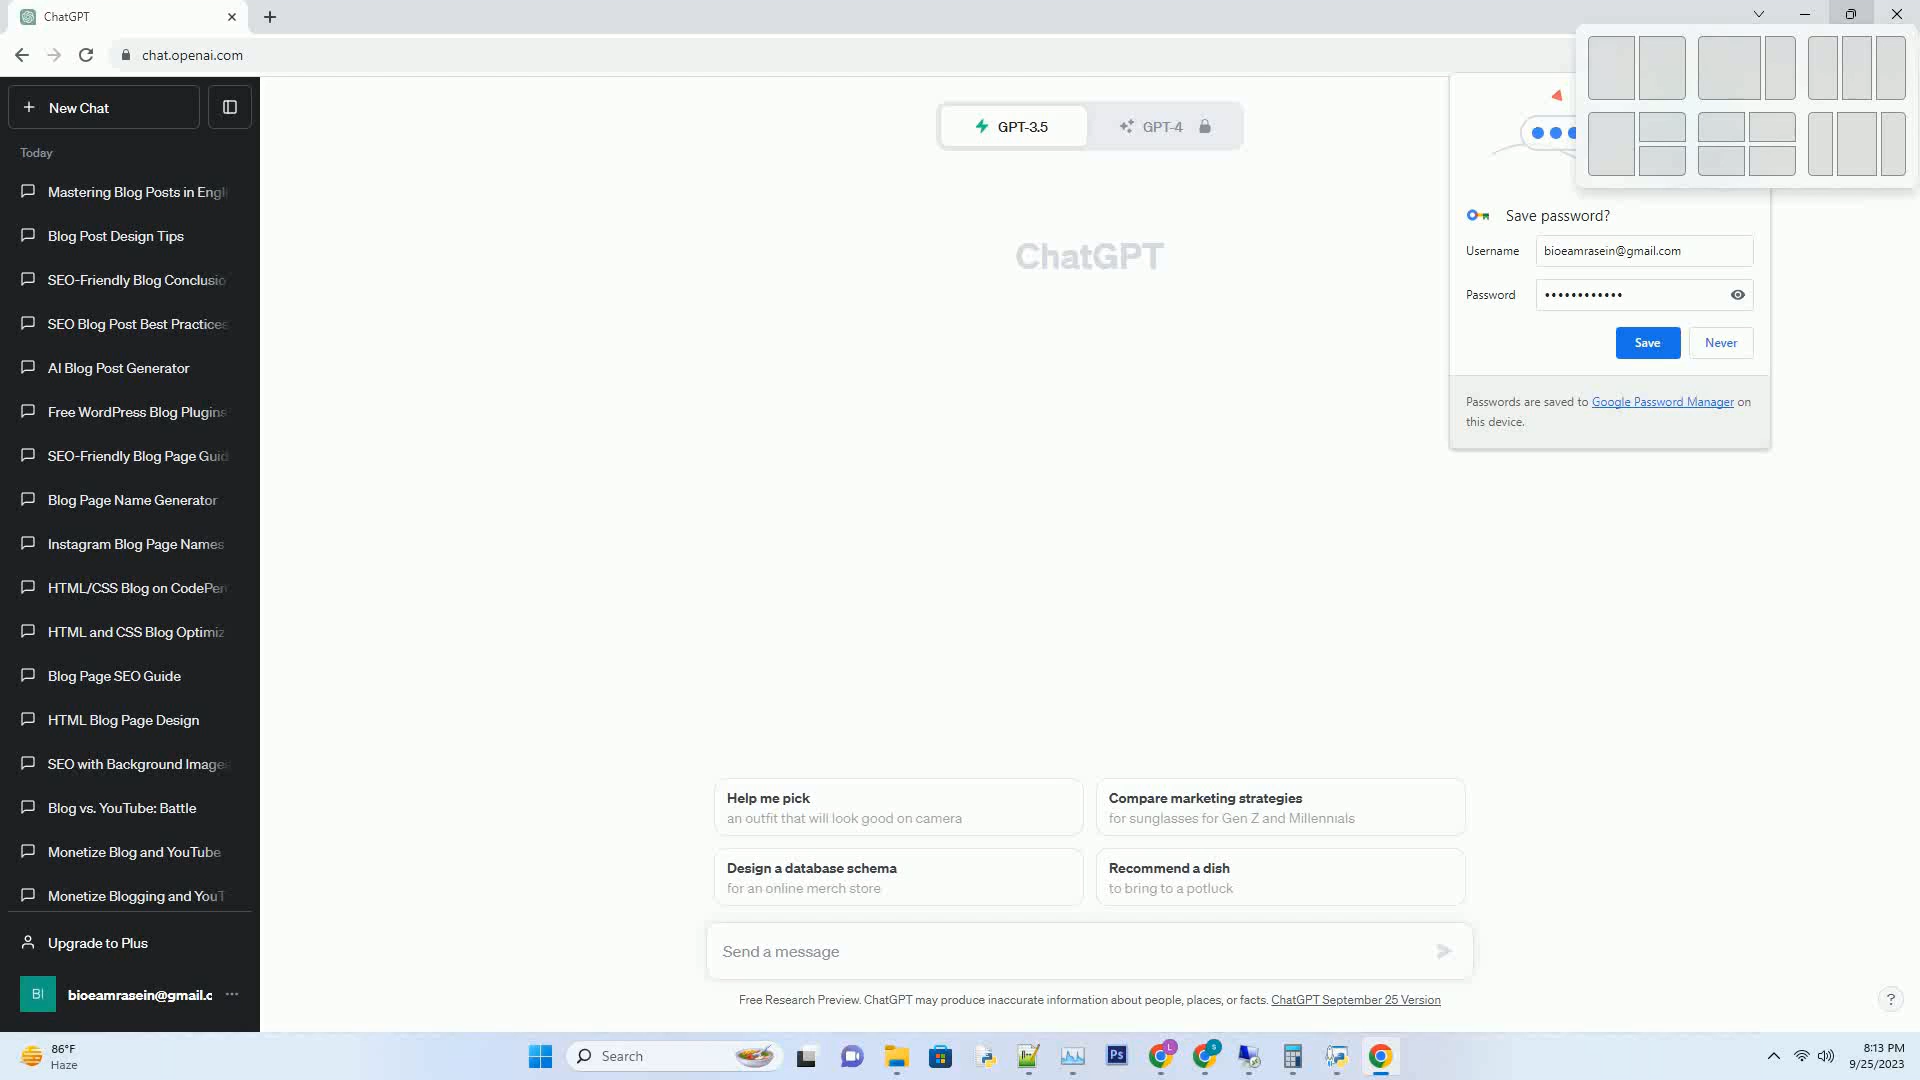 ChatGPT
chat.openai.com
New Chat
Today
Mastering Blog Posts in Engli
Blog Post Design Tips
SEO-Friendly Blog Conclusio
SEO Blog Post Best Practices
AI Blog Post Generator
Free WordPress Blog Plugins
SEO-Friendly Blog Page Guid
Blog Page Name Generator
Instagram Blog Page Names
HTML/CSS Blog on CodePen
HTML and CSS Blog Optimiz
Blog Page SEO Guide
HTML Blog Page Design
SEO with Background Images
Blog vs. YouTube: Battle
Monetize Blog and YouTube
Monetize Blogging and YouT
Upgrade to Plus
BI
bioeamrasein@gmail.c
GPT-3.5
GPT-4
ChatGPT
Save password?
Username
bioeamrasein@gmail.com
Password
Save
Never
Passwords are saved to Google Password Manager on
this device.
Help me pick
an outfit that will look good on camera
Compare marketing strategies
for sunglasses for Gen Z and Millennials
Design a database schema
for an online merch store
Recommend a dish
to bring to a potluck
Send a message
Free Research Preview. ChatGPT may produce inaccurate information about people, places, or facts. ChatGPT September 25 Version
?
86°F
Haze
Search
Ps
L
S
8:13 PM
9/25/2023